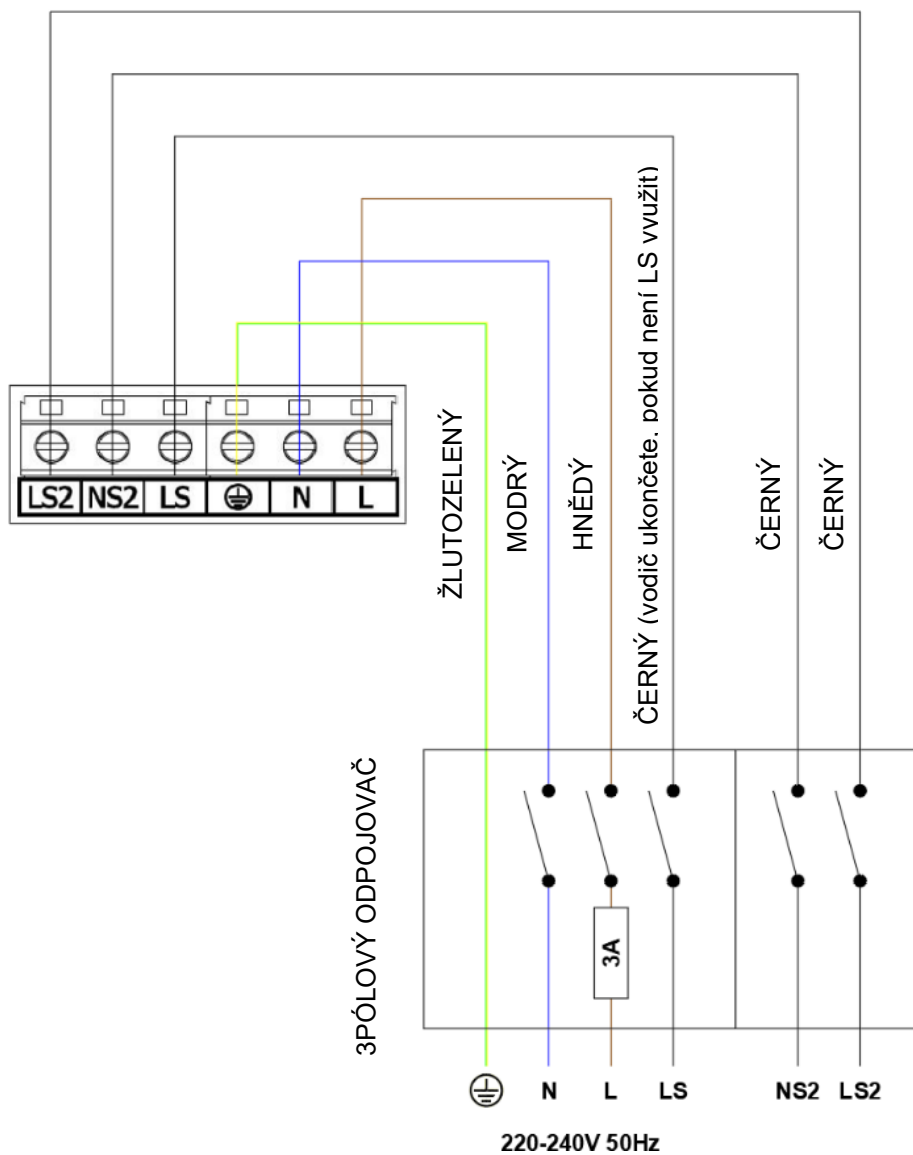 LS2 NS2 LS N L
ŽLUTOZELENÝ
MODRÝ
HNĚDÝ
ČERNÝ (vodič ukončete. pokud není LS vvužit)
ČERNÝ
ČERNÝ
3PÓLOVÝ ODPOJOVAČ
3A
N L LS NS2 LS2
220-240V 50Hz